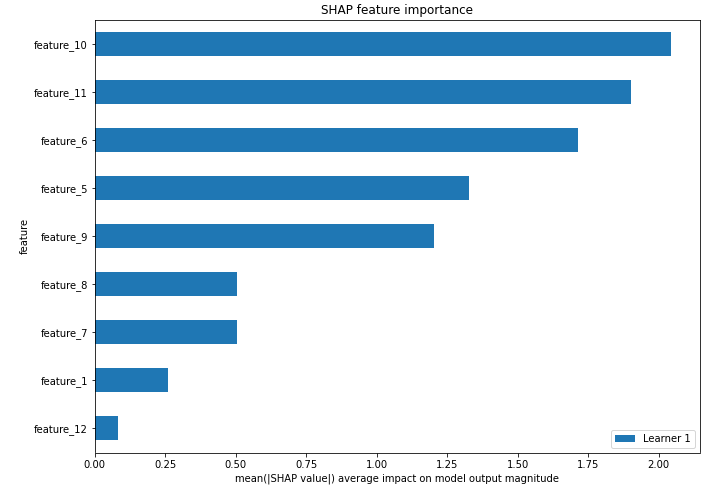 SHAP feature importance
feature_10
feature_11
feature_6
feature_5
feature_9
feature_8
feature_7
feature_1
feature_12
feature
Learner 1
0.00 0.25 0.50 0.75 1.00 1.25 1.50 1.75 2.00
mean(|SHAP value|) average impact on model output magnitude